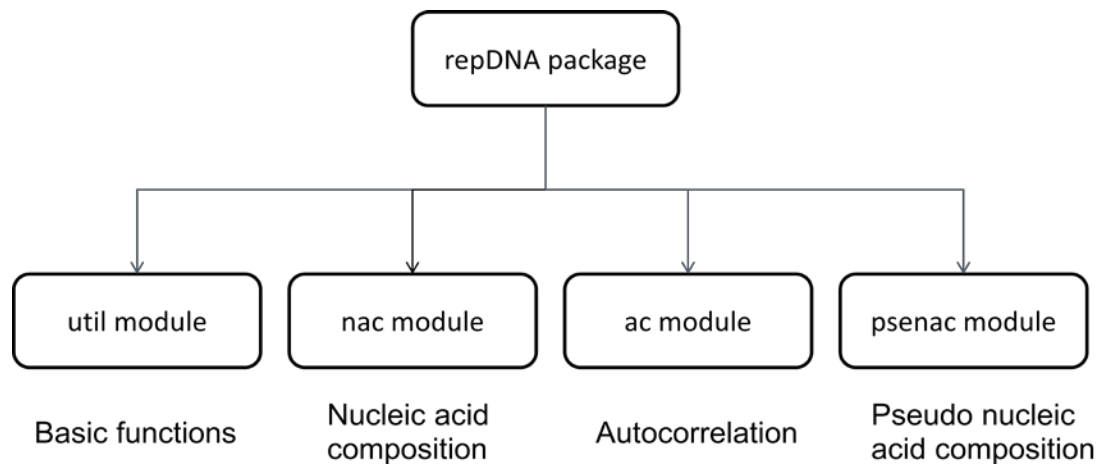 repDNA package
util module
nac module
ac module
psenac module
Basic functions
Nucleic acid
composition
Autocorrelation
Pseudo nucleic
acid composition